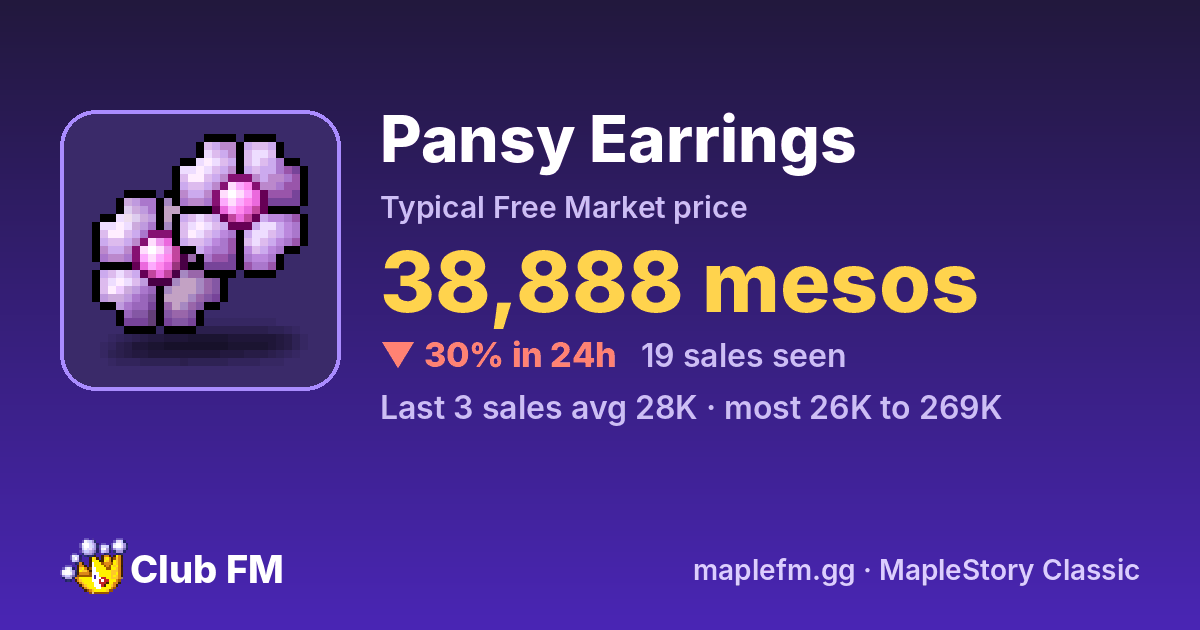 Pansy Earrings
Typical Free Market price
38,888 mesos
▼ 30% in 24h 19 sales seen
Last 3 sales avg 28K · most 26K to 269K
Club FM
maplefm.gg · MapleStory Classic